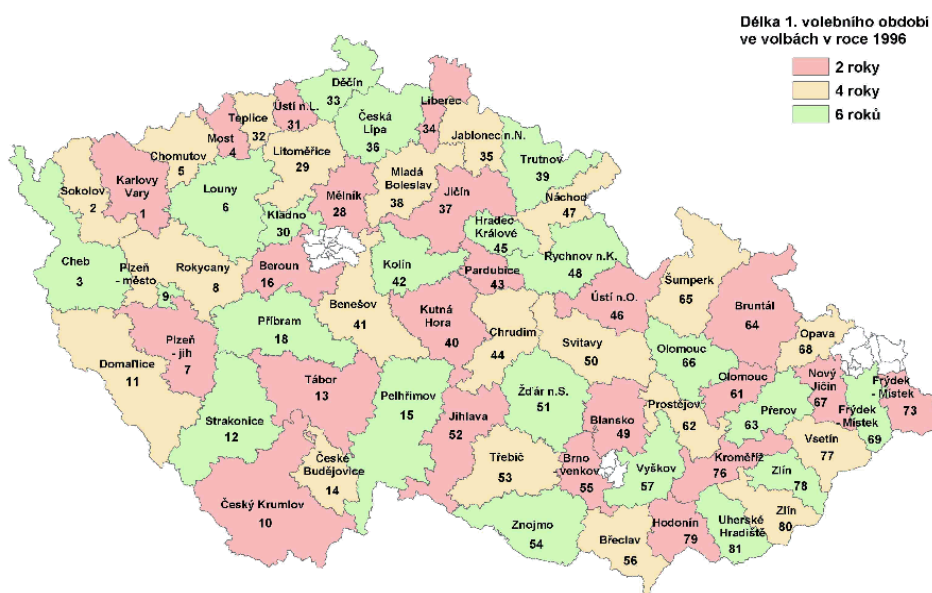 Délka 1. volebního období
ve volbách v roce 1996
2 roky
4 roky
6 roků
Děčín
33
Ústí n.L.
31
Teplice
32
Most
4
Chomutov
5
Česká
Lípa
36
Liberec
34
Jablonec n.N.
35
Trutnov
39
Litoměřice
29
Mladá
Boleslav
38
Jičín
37
Náchod
47
Sokolov
2
Karlovy
Vary
1
Louny
6
Mělník
28
Kladno
30
Hradec
Králové
45
Rychnov n.K.
48
Cheb
3
Plzeň
- město
9
Rokycany
8
Beroun
16
Kolín
42
Pardubice
43
Ústí n.O.
46
Šumperk
65
Bruntál
64
Opava
68
Benešov
41
Kutná
Hora
40
Chrudim
44
Svitavy
50
Příbram
18
Plzeň
- jih
7
Domažlice
11
Tábor
13
Pelhřimov
15
Žďár n.S.
51
Olomouc
66
Olomouc
61
Nový
Jičín
67
Frýdek
- Místek
73
Frýdek
- Místek
69
Přerov
63
Prostějov
62
Blansko
49
Jihlava
52
Strakonice
12
Vsetín
77
Kroměříž
76
České
Budějovice
14
Třebíč
53
Brno
venkov
55
Vyškov
57
Zlín
78
Český Krumlov
10
Znojmo
54
Břeclav
56
Hodonín
79
Uherské
Hradiště
81
Zlín
80